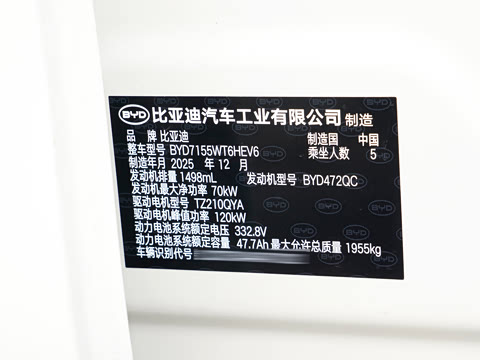 BYD 比亚迪汽车工业有限公司 制造
品 牌 比亚迪 制造国 中国
整车型号 BYD7155WT6HEV6 乘坐人数 5
制造年月 2025 年 12 月
发动机排量 1498mL 发动机型号 BYD472QC
发动机最大净功率 70kW
驱动电机型号 TZ210QYA
驱动电机峰值功率 120kW
动力电池系统额定电压 332.8V
动力电池系统额定容量 47.7Ah 最大允许总质量 1955kg
车辆识别代号